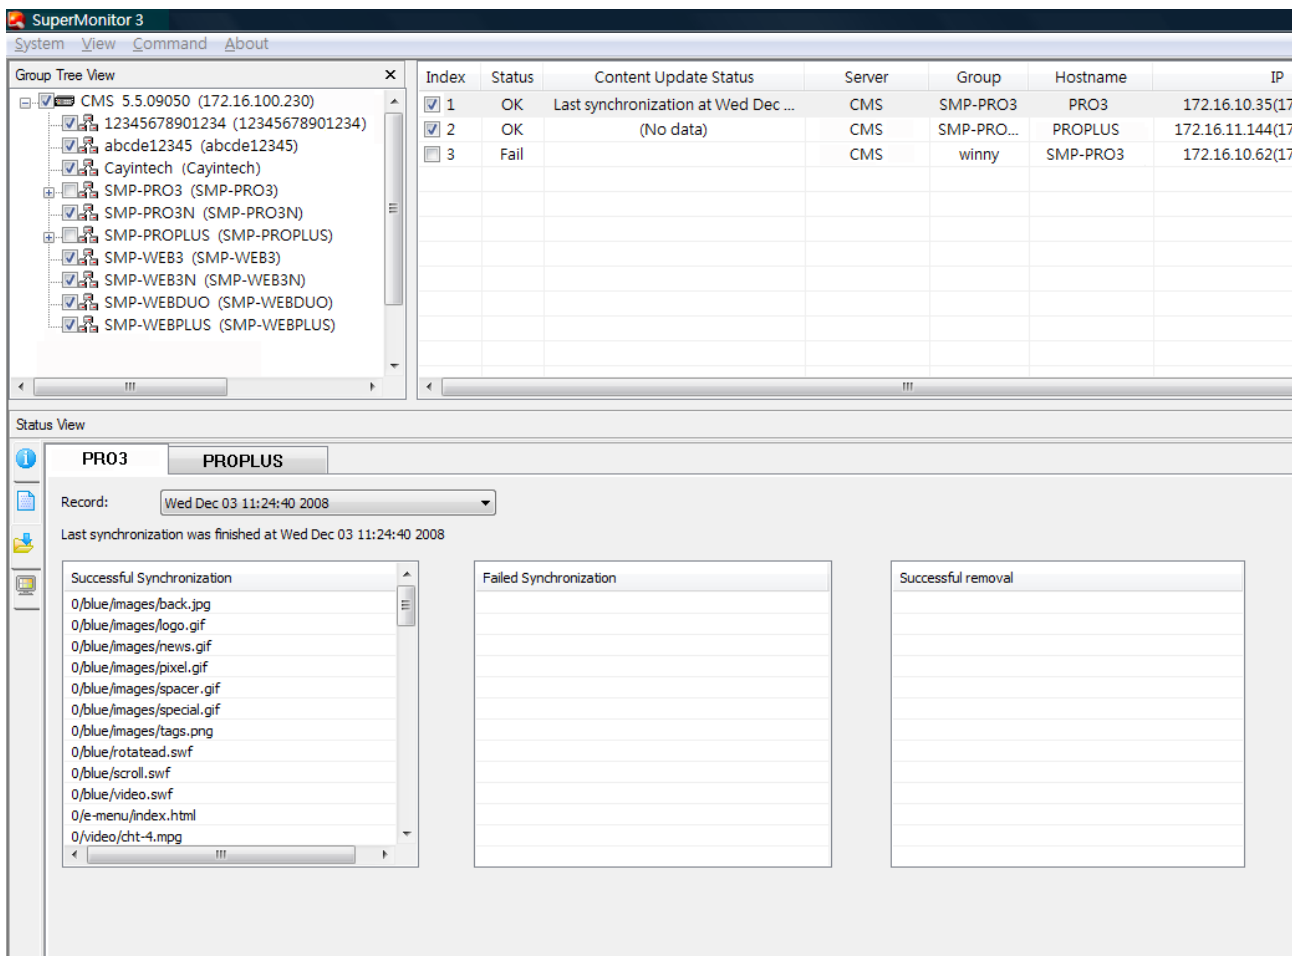 SuperMonitor 3
System View Command About
Group Tree View
CMS 5.5.09050 (172.16.100.230)
12345678901234 (12345678901234)
abcde12345 (abcde12345)
Cayintech (Cayintech)
SMP-PRO3 (SMP-PRO3)
SMP-PRO3N (SMP-PRO3N)
SMP-PROPLUS (SMP-PROPLUS)
SMP-WEB3 (SMP-WEB3)
SMP-WEB3N (SMP-WEB3N)
SMP-WEBDUO (SMP-WEBDUO)
SMP-WEBPLUS (SMP-WEBPLUS)
Index Status Content Update Status Server Group Hostname IP
1 OK Last synchronization at Wed Dec ... CMS SMP-PRO3 PRO3 172.16.10.35(17
2 OK (No data) CMS SMP-PRO... PROPLUS 172.16.11.144(17
3 Fail CMS winny SMP-PRO3 172.16.10.62(17
Status View
PRO3 PROPLUS
Record: Wed Dec 03 11:24:40 2008
Last synchronization was finished at Wed Dec 03 11:24:40 2008
Successful Synchronization
0/blue/images/back.jpg
0/blue/images/logo.gif
0/blue/images/news.gif
0/blue/images/pixel.gif
0/blue/images/spacer.gif
0/blue/images/special.gif
0/blue/images/tags.png
0/blue/rotatead.swf
0/blue/scroll.swf
0/blue/video.swf
0/e-menu/index.html
0/video/cht-4.mpg
Failed Synchronization
Successful removal